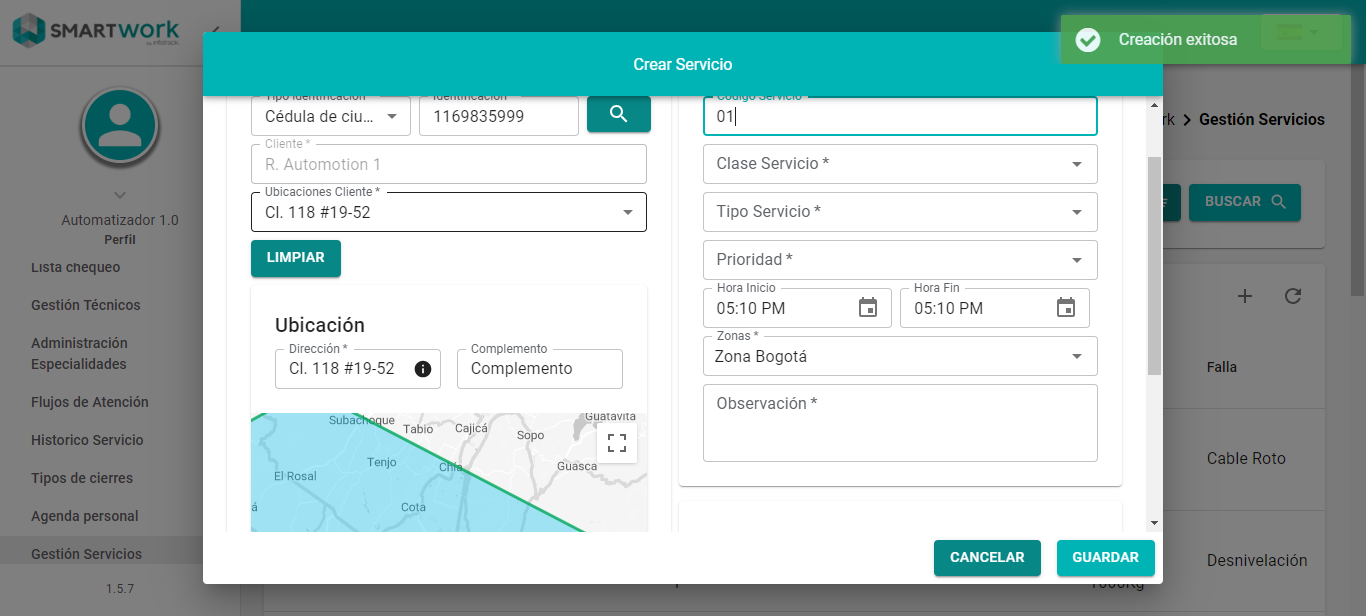 SMARTWORK
by infotrack
Creación exitosa
Crear Servicio
Gestión Servicios
BUSCAR
Automatizador 1.0
Perfil
Lista chequeo
Gestión Técnicos
Administración
Especialidades
Flujos de Atención
Historico Servicio
Tipos de cierres
Agenda personal
Gestión Servicios
1.5.7
Tipo Identificación
Cédula de ciu...
Identificación
1169835999
Cliente *
R. Automotion 1
Ubicaciones Cliente *
Cl. 118 #19-52
LIMPIAR
Ubicación
Dirección *
Cl. 118 #19-52
Complemento
Complemento
Subachoque
Tabio
Cajicá
Sopo
Guatavita
Tenjo
Chía
Guasca
El Rosal
Cota
Código Servicio
01
Clase Servicio *
Tipo Servicio *
Prioridad *
Hora Inicio
05:10 PM
Hora Fin
05:10 PM
Zonas *
Zona Bogotá
Observación *
CANCELAR
GUARDAR
Falla
Cable Roto
Desnivelación